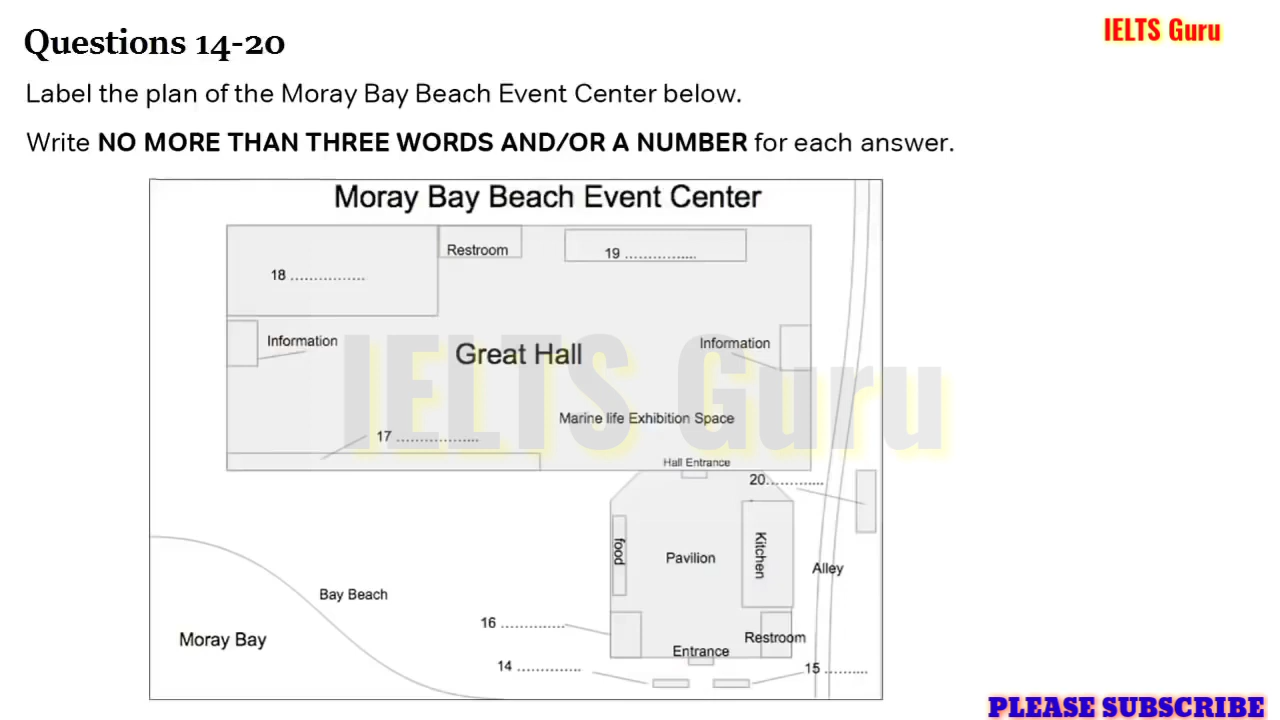 Questions 14-20
IELTS Guru
Label the plan of the Moray Bay Beach Event Center below.
Write NO MORE THAN THREE WORDS AND/OR A NUMBER for each answer.
Moray Bay Beach Event Center
18 ................
Restroom
19 ................
Information
Great Hall
Information
IELTS Guru
Marine life Exhibition Space
17 ..................
Hall Entrance
20............
food
Pavilion
Kitchen
Alley
Bay Beach
Moray Bay
16 .............
Restroom
Entrance
14 .............
15 .........
PLEASE SUBSCRIBE